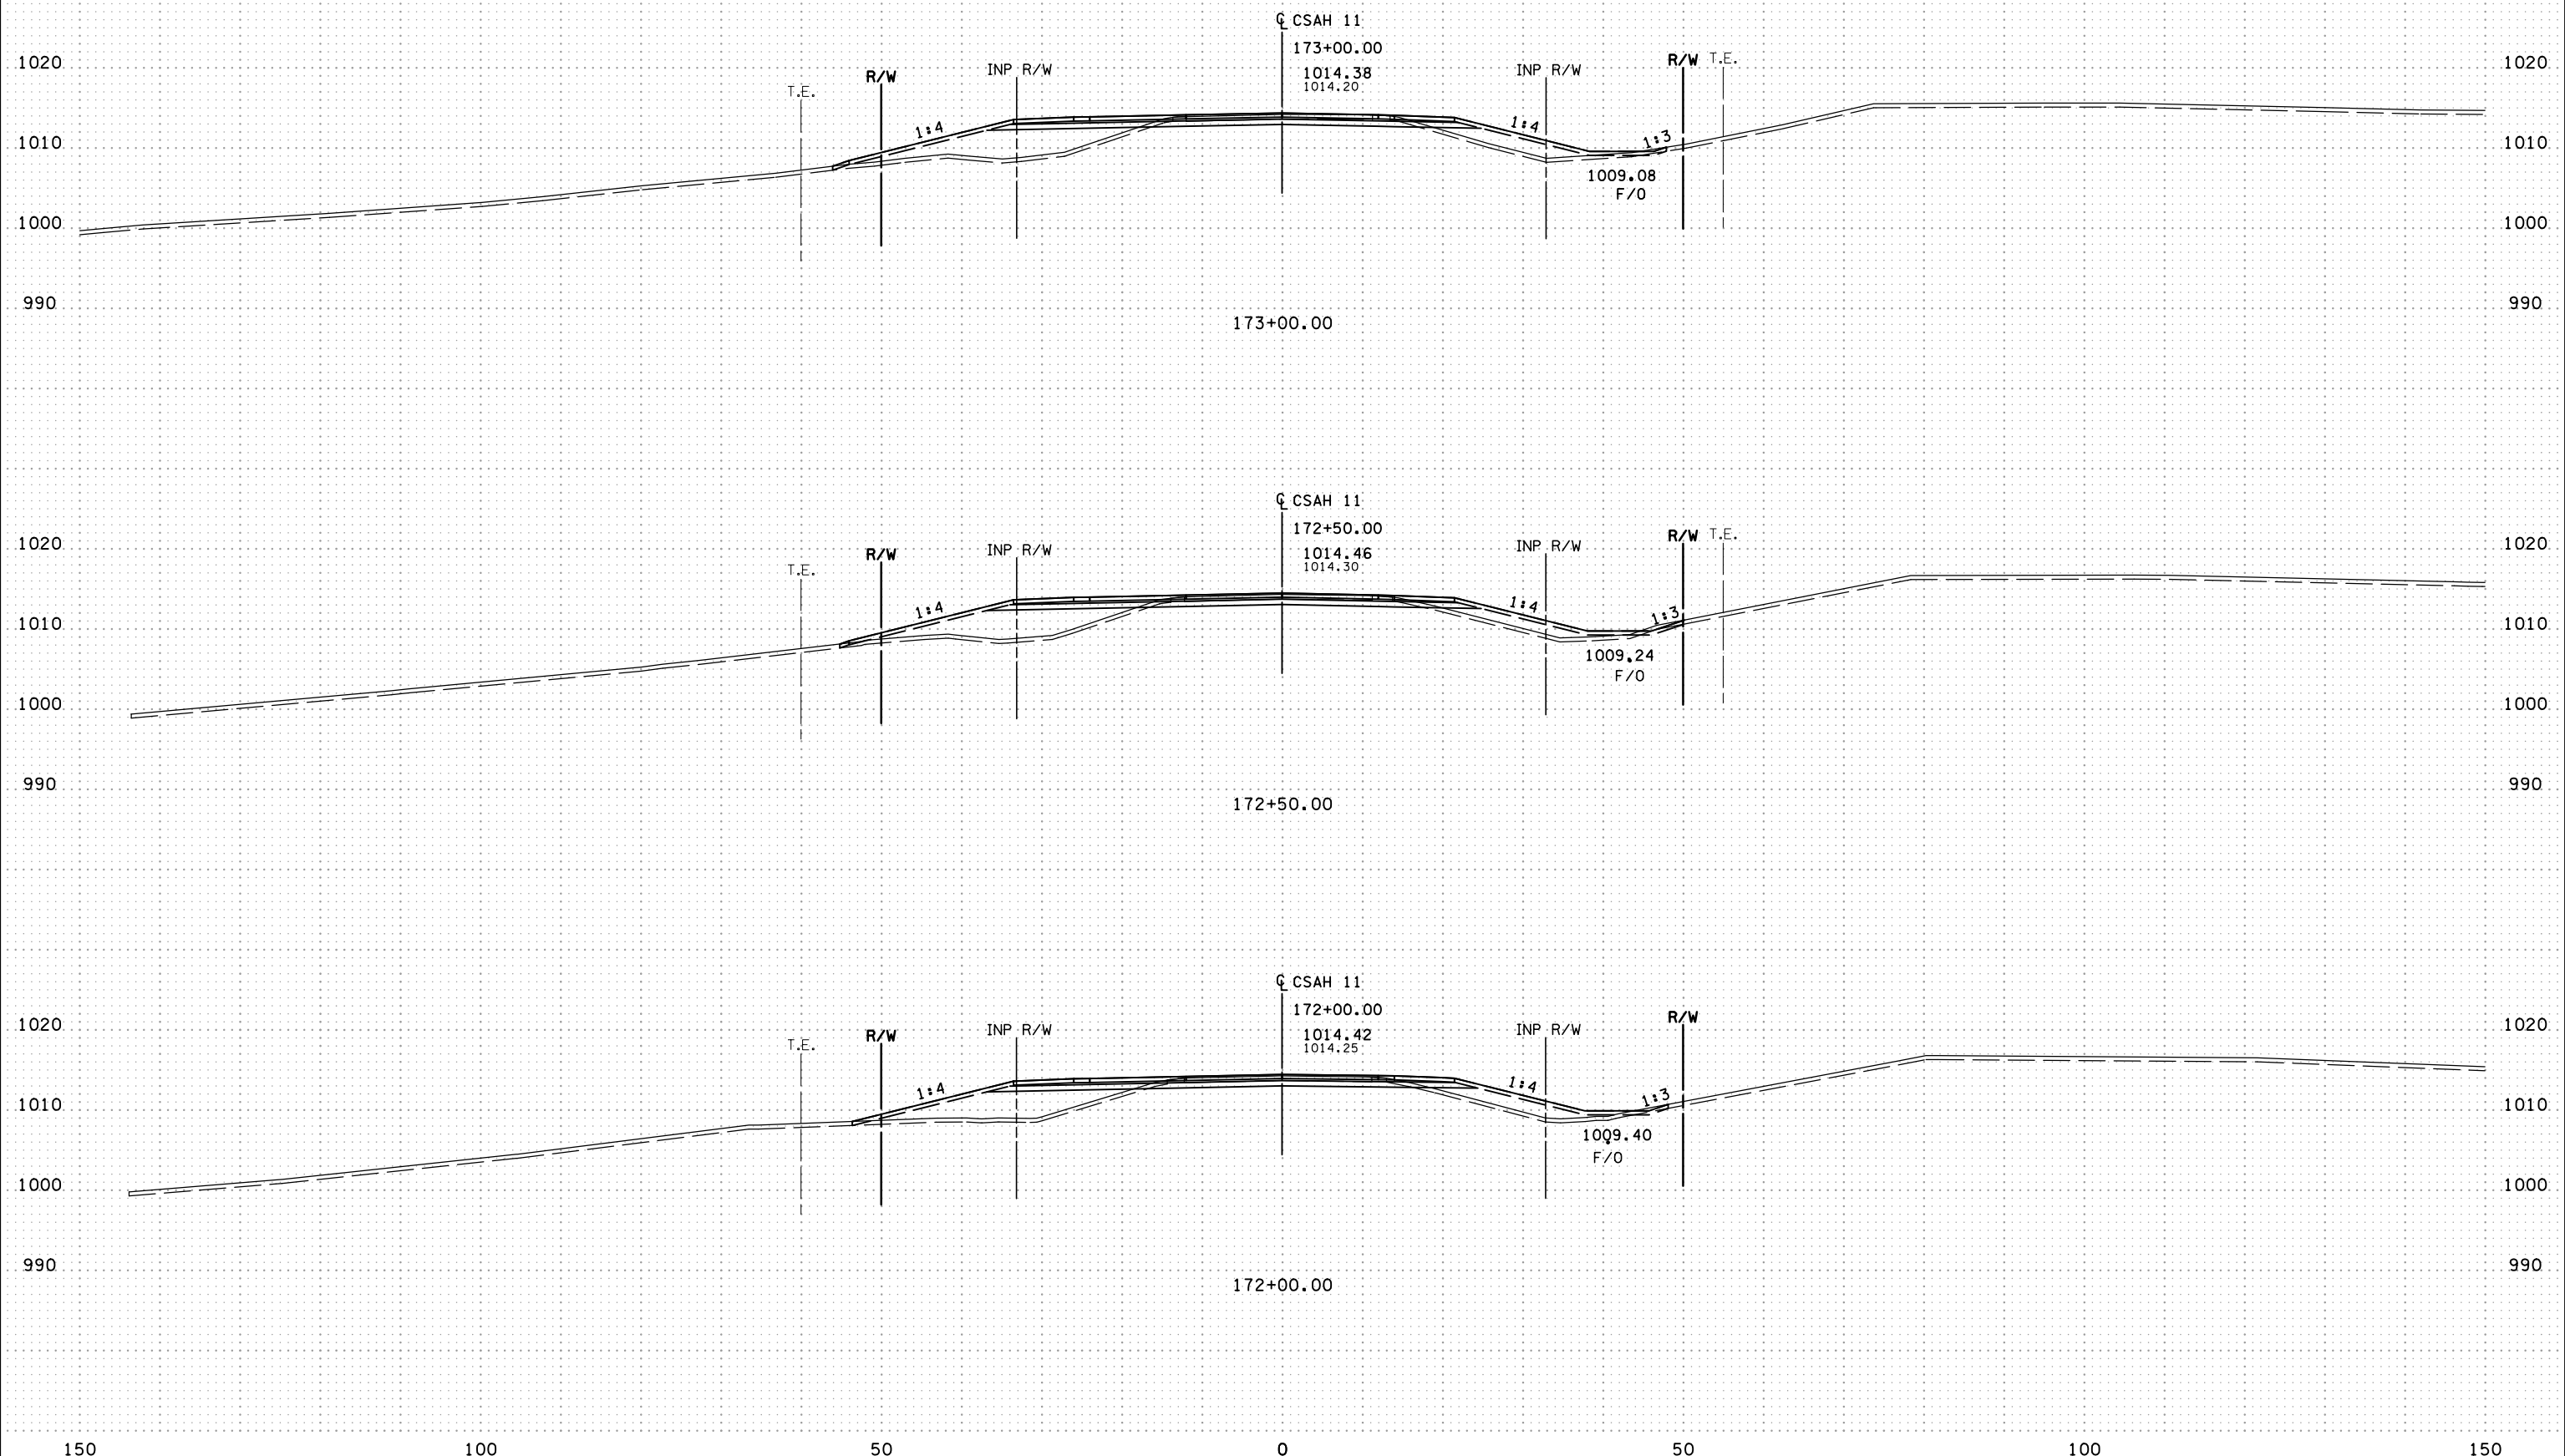 ℄ CSAH 11
173+00.00
1020 T.E. R/W INP R/W 1014.38 INP R/W R/W T.E. 1020
1014.20
1010 1:4 1:4 1:3 1010
1009.08
F/O
1000 1000
990 990
173+00.00
℄ CSAH 11
172+50.00
1020 T.E. R/W INP R/W 1014.46 INP R/W R/W T.E. 1020
1014.30
1010 1:4 1:4 1:3 1010
1009.24
F/O
1000 1000
990 990
172+50.00
℄ CSAH 11
172+00.00
1020 T.E. R/W INP R/W 1014.42 INP R/W R/W 1020
1014.25
1010 1:4 1:4 1:3 1010
1009.40
F/O
1000 1000
990 990
172+00.00
150 100 50 0 50 100 150